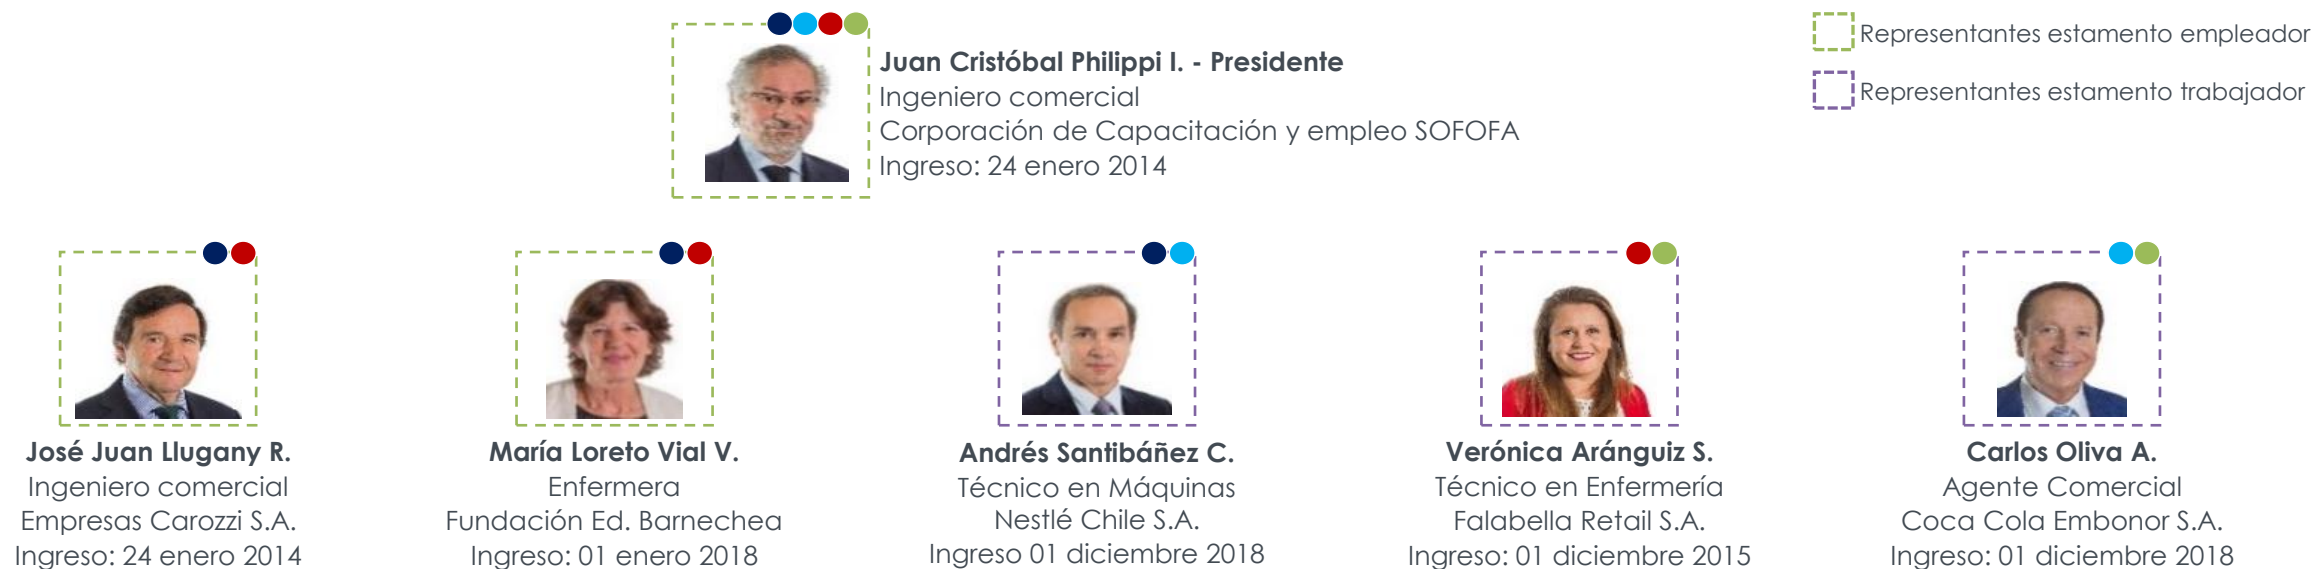 Juan Cristóbal Philippi I. - Presidente
Ingeniero comercial
Corporación de Capacitación y empleo SOFOFA
Ingreso: 24 enero 2014
Representantes estamento empleador
Representantes estamento trabajador
José Juan Llugany R.
Ingeniero comercial
Empresas Carozzi S.A.
Ingreso: 24 enero 2014
María Loreto Vial V.
Enfermera
Fundación Ed. Barnechea
Ingreso: 01 enero 2018
Andrés Santibáñez C.
Técnico en Máquinas
Nestlé Chile S.A.
Ingreso 01 diciembre 2018
Verónica Aránguiz S.
Técnico en Enfermería
Falabella Retail S.A.
Ingreso: 01 diciembre 2015
Carlos Oliva A.
Agente Comercial
Coca Cola Embonor S.A.
Ingreso: 01 diciembre 2018